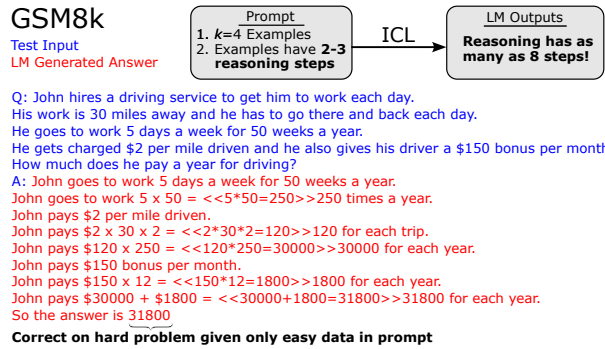 GSM8k
Test Input
LM Generated Answer
Prompt
1. k=4 Examples
2. Examples have 2-3
reasoning steps
ICL
LM Outputs
Reasoning has as
many as 8 steps!
Q: John hires a driving service to get him to work each day.
His work is 30 miles away and he has to go there and back each day.
He goes to work 5 days a week for 50 weeks a year.
He gets charged $2 per mile driven and he also gives his driver a $150 bonus per month
How much does he pay a year for driving?
A: John goes to work 5 days a week for 50 weeks a year.
John goes to work 5 x 50 = <<5*50=250>>250 times a year.
John pays $2 per mile driven.
$2 x 30 x 2 = <<2*30*2=120>>120 for each trip.
John pays $120 x 250 = <<120*250=30000>>30000 for each year.
John pays $150 bonus per month.
John pays $150 x 12 = <<150*12=1800>>1800 for each year.
John pays $30000 + $1800 = <<30000+1800=31800>>31800 for each year.
So the answer is 31800
Correct on hard problem given only easy data in prompt